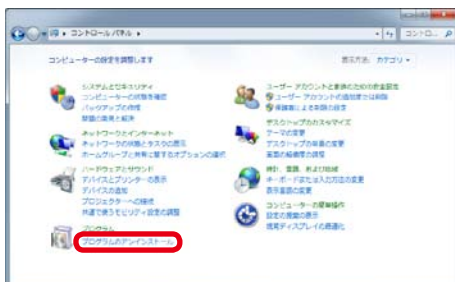 コントロール パネル
コンピューターの設定を調整します
表示方法: カテゴリ
システムとセキュリティ
コンピューターの状態を確認
バックアップの作成
問題の発見と解決
ネットワークとインターネット
ネットワークの状態とタスクの表示
ホームグループと共有に関するオプションの選択
ハードウェアとサウンド
デバイスとプリンターの表示
デバイスの追加
プロジェクターへの接続
共通で使うモビリティ設定の調整
プログラム
プログラムのアンインストール
ユーザー アカウントと家族のための安全設定
ユーザー アカウントの追加または削除
保護者による制限の設定
デスクトップのカスタマイズ
テーマの変更
デスクトップの背景の変更
画面の解像度の調整
時計、言語、および地域
キーボードまたは入力方法の変更
表示言語の変更
コンピューターの簡単操作
設定の提案の表示
視覚ディスプレイの最適化